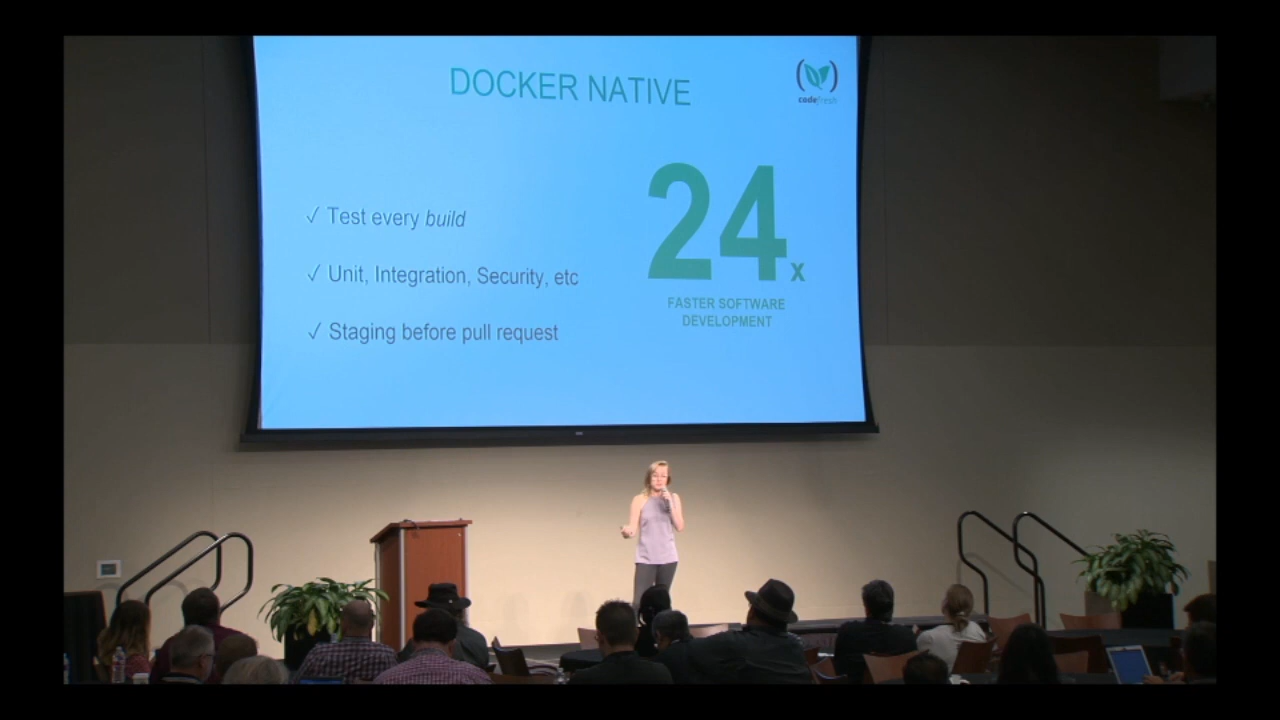 DOCKER NATIVE
codefresh
✓ Test every build
✓ Unit, Integration, Security, etc
✓ Staging before pull request
24x
FASTER SOFTWARE
DEVELOPMENT